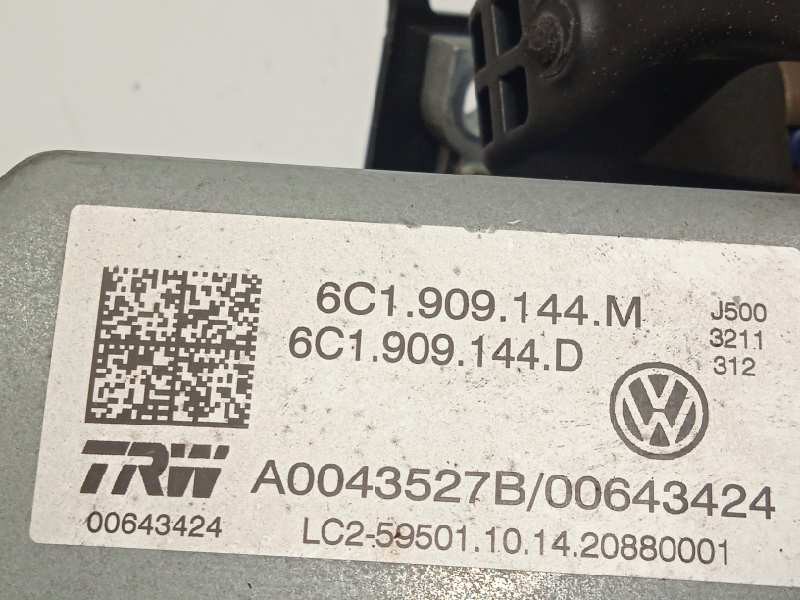 6C1.909.144.M
6C1.909.144.D
J500
3211
312
TRW
A0043527B/00643424
00643424
LC2-59501.10.14.20880001